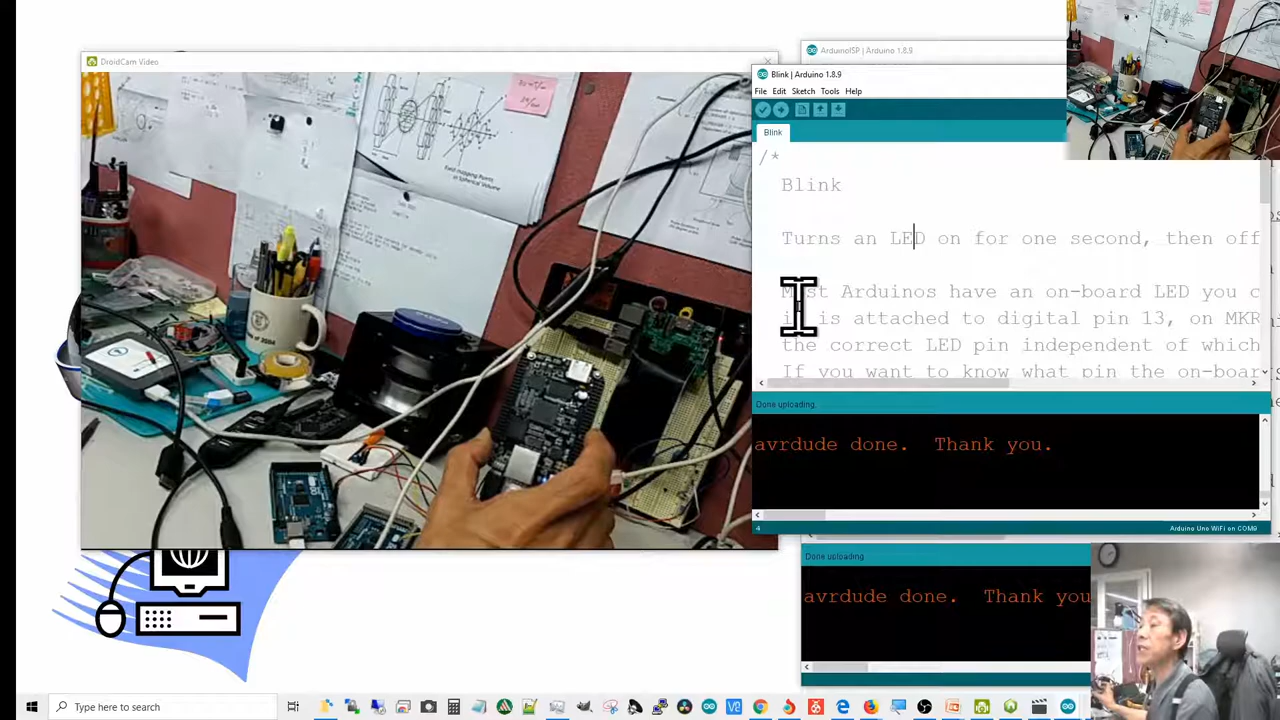 DroidCam Video
ArduinoISP | Arduino 1.8.9
Blink | Arduino 1.8.9
File Edit Sketch Tools Help
Blink
/*
Blink
Turns an LED on for one second, then off
Most Arduinos have an on-board LED you c
is attached to digital pin 13, on MKR
the correct LED pin independent of which
If you want to know what pin the on-boar
Done uploading.
avrdude done. Thank you.
4
Arduino Uno WiFi on COM9
Done uploading
avrdude done. Thank you
Type here to search